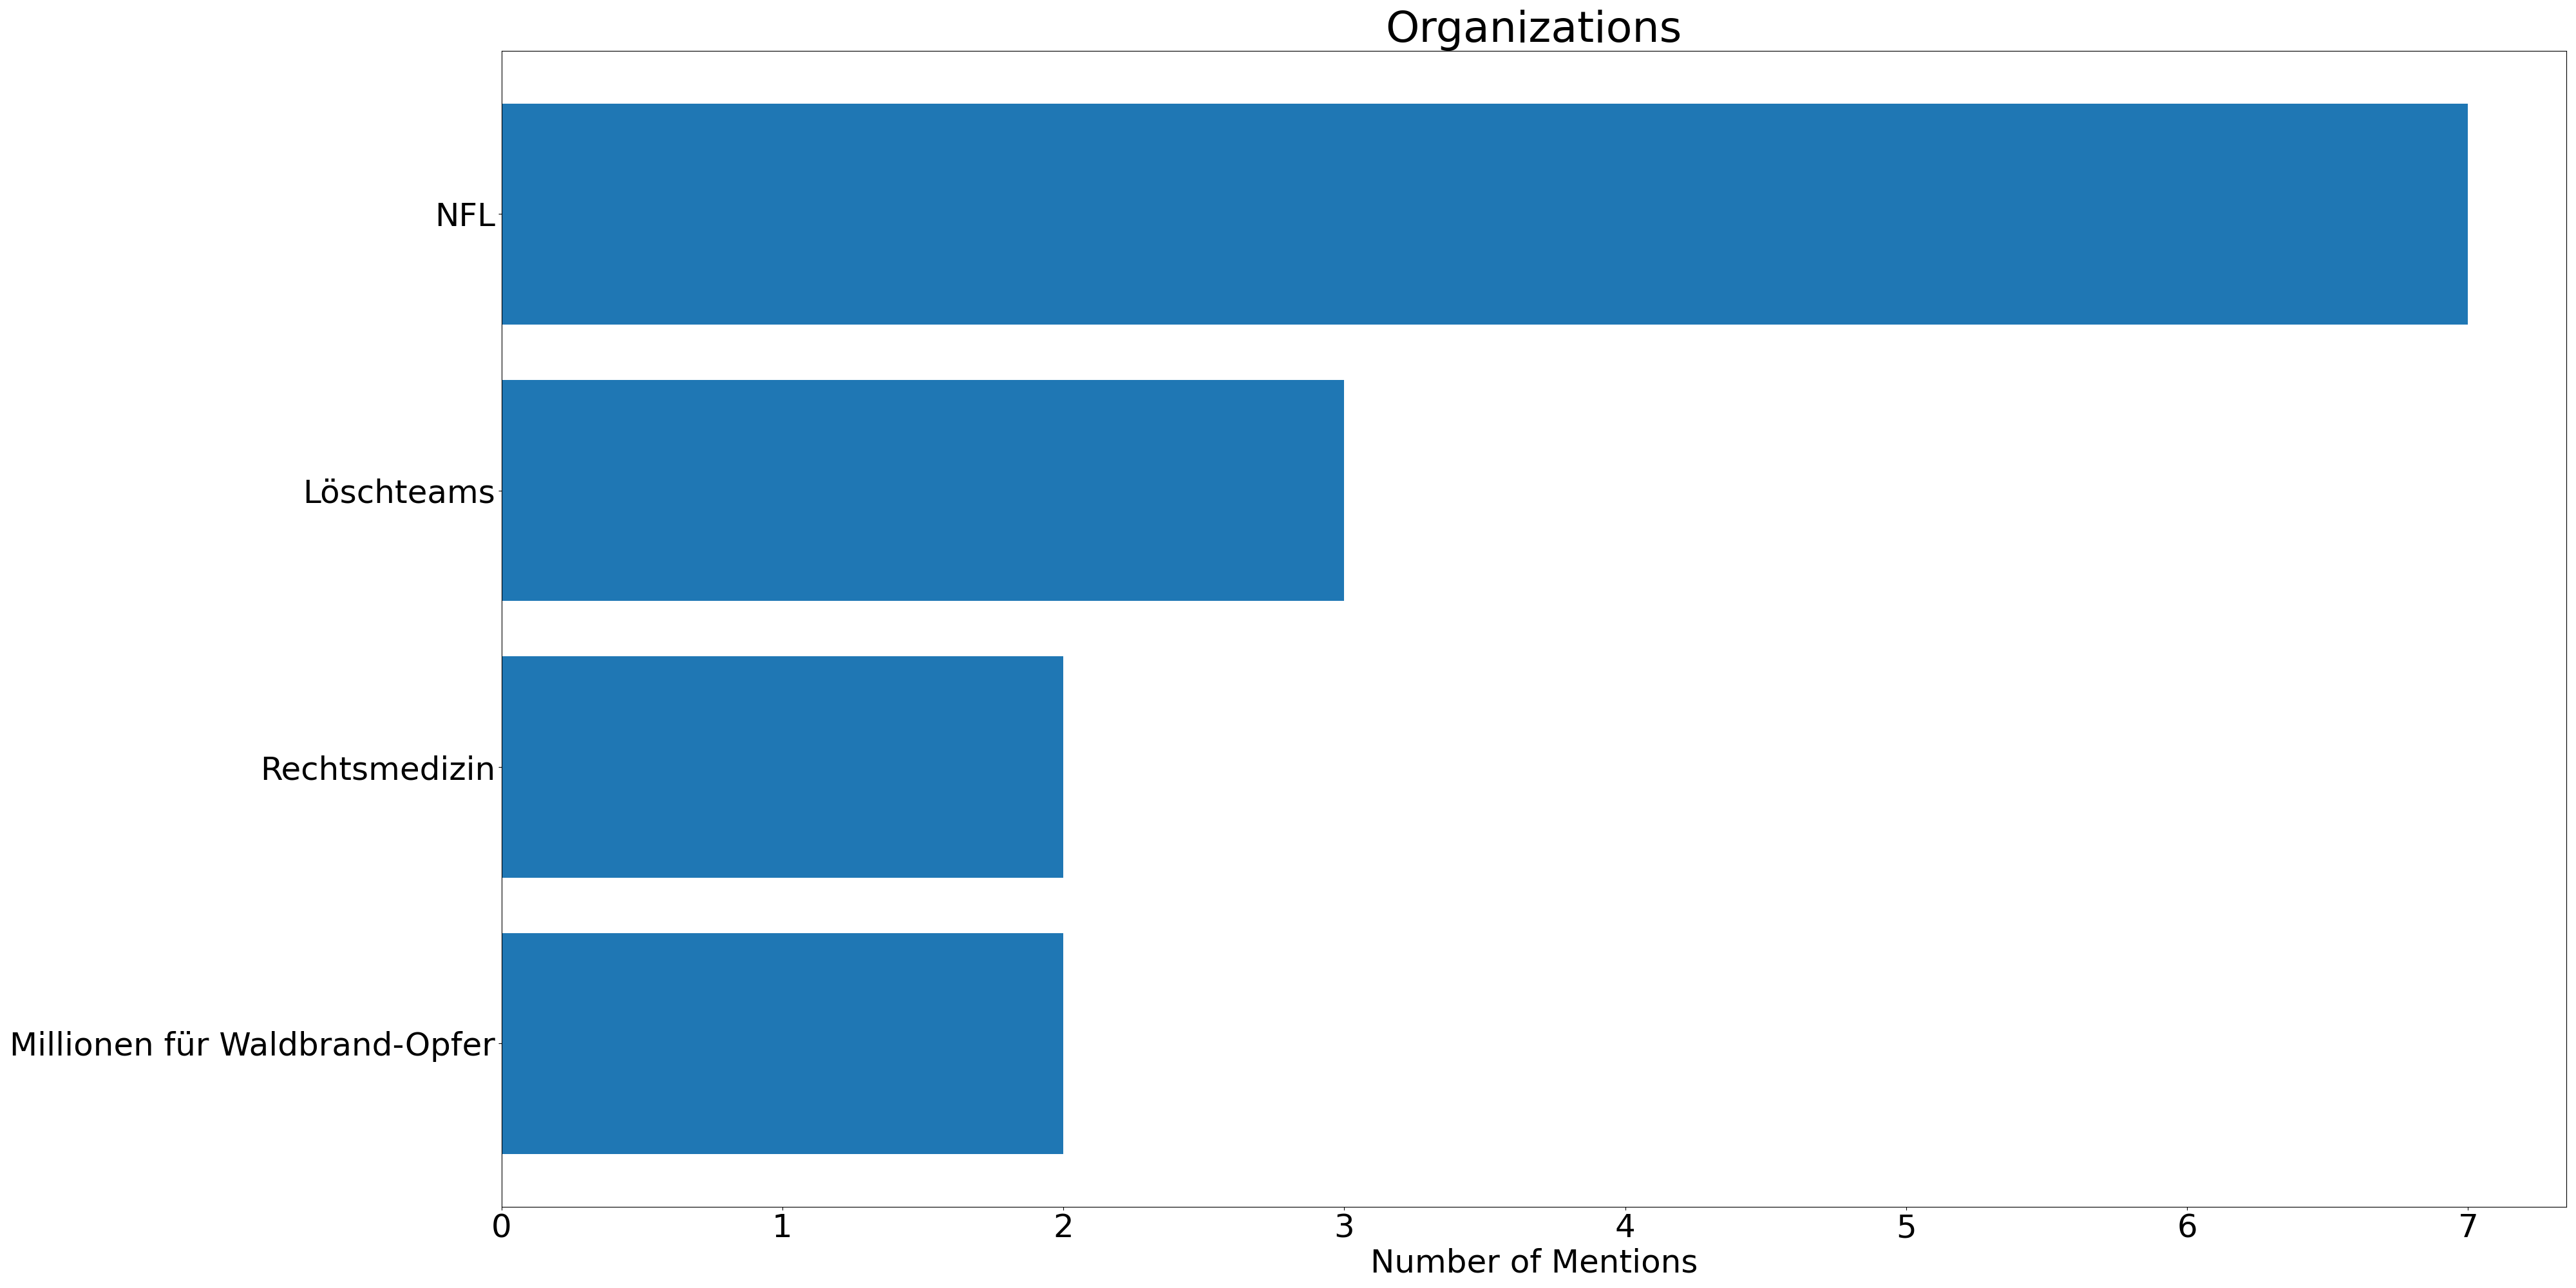 Organizations
NFL
Löschteams
Rechtsmedizin
Millionen für Waldbrand-Opfer
0 1 2 3 4 5 6 7
Number of Mentions